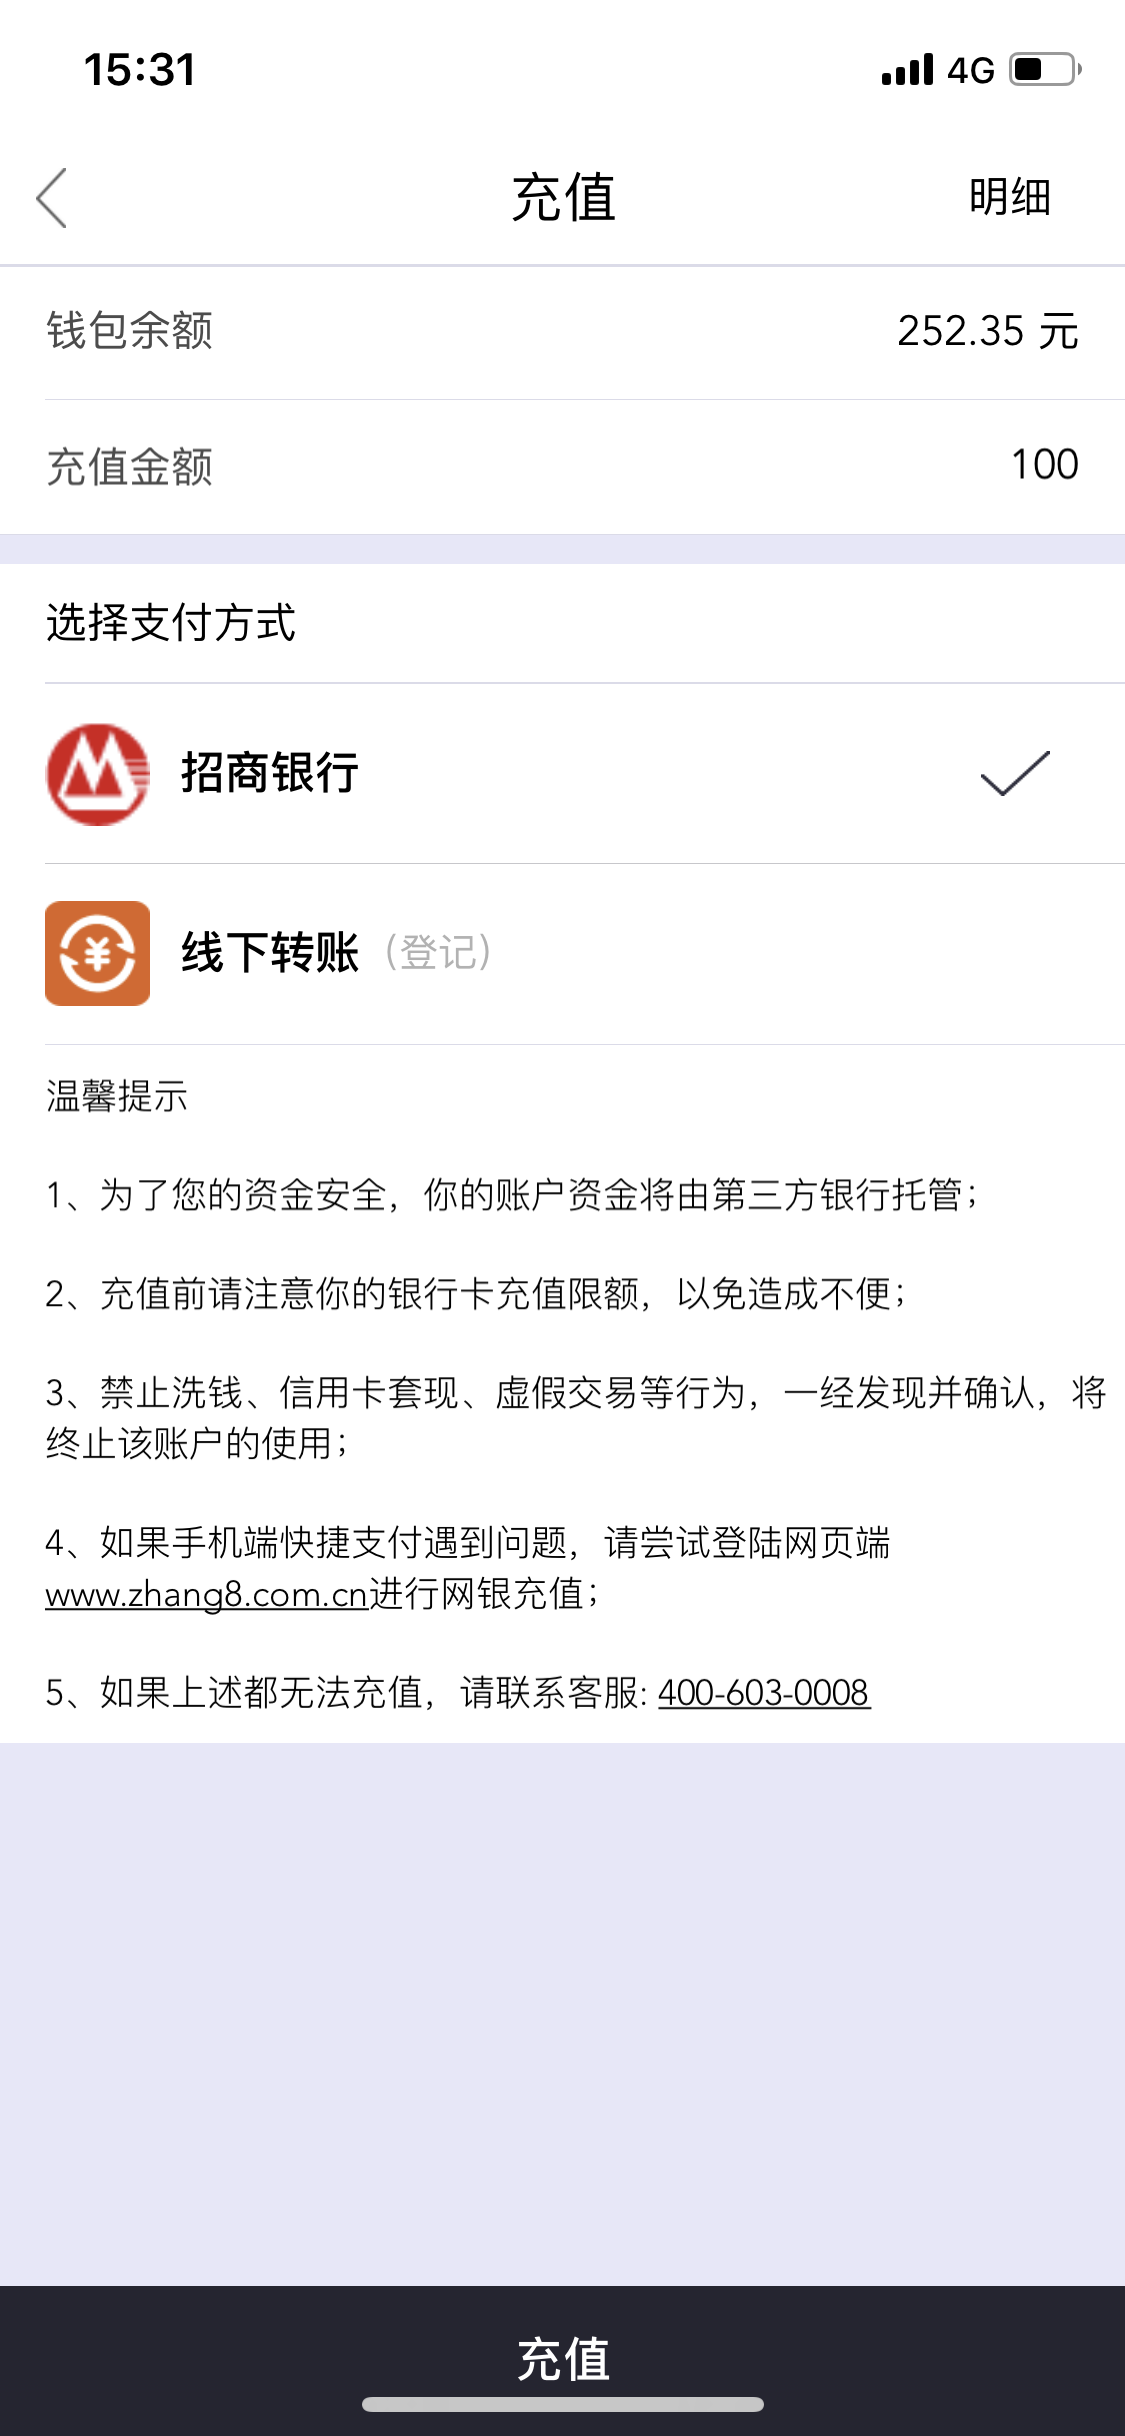 15:31
4G
充值
明细
钱包余额
252.35 元
充值金额
100
选择支付方式
招商银行
线下转账 (登记)
温馨提示
1、为了您的资金安全，你的账户资金将由第三方银行托管；
2、充值前请注意你的银行卡充值限额，以免造成不便；
3、禁止洗钱、信用卡套现、虚假交易等行为，一经发现并确认，将
终止该账户的使用；
4、如果手机端快捷支付遇到问题，请尝试登陆网页端
www.zhang8.com.cn进行网银充值；
5、如果上述都无法充值，请联系客服: 400-603-0008
充值